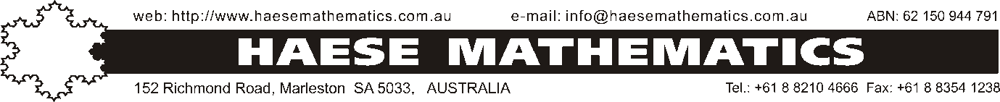 web: http://www.haesemathematics.com.au e-mail: info@haesemathematics.com.au ABN: 62 150 944 791
HAESE MATHEMATICS
152 Richmond Road, Marleston SA 5033, AUSTRALIA Tel.: +61 8 8210 4666 Fax: +61 8 8354 1238